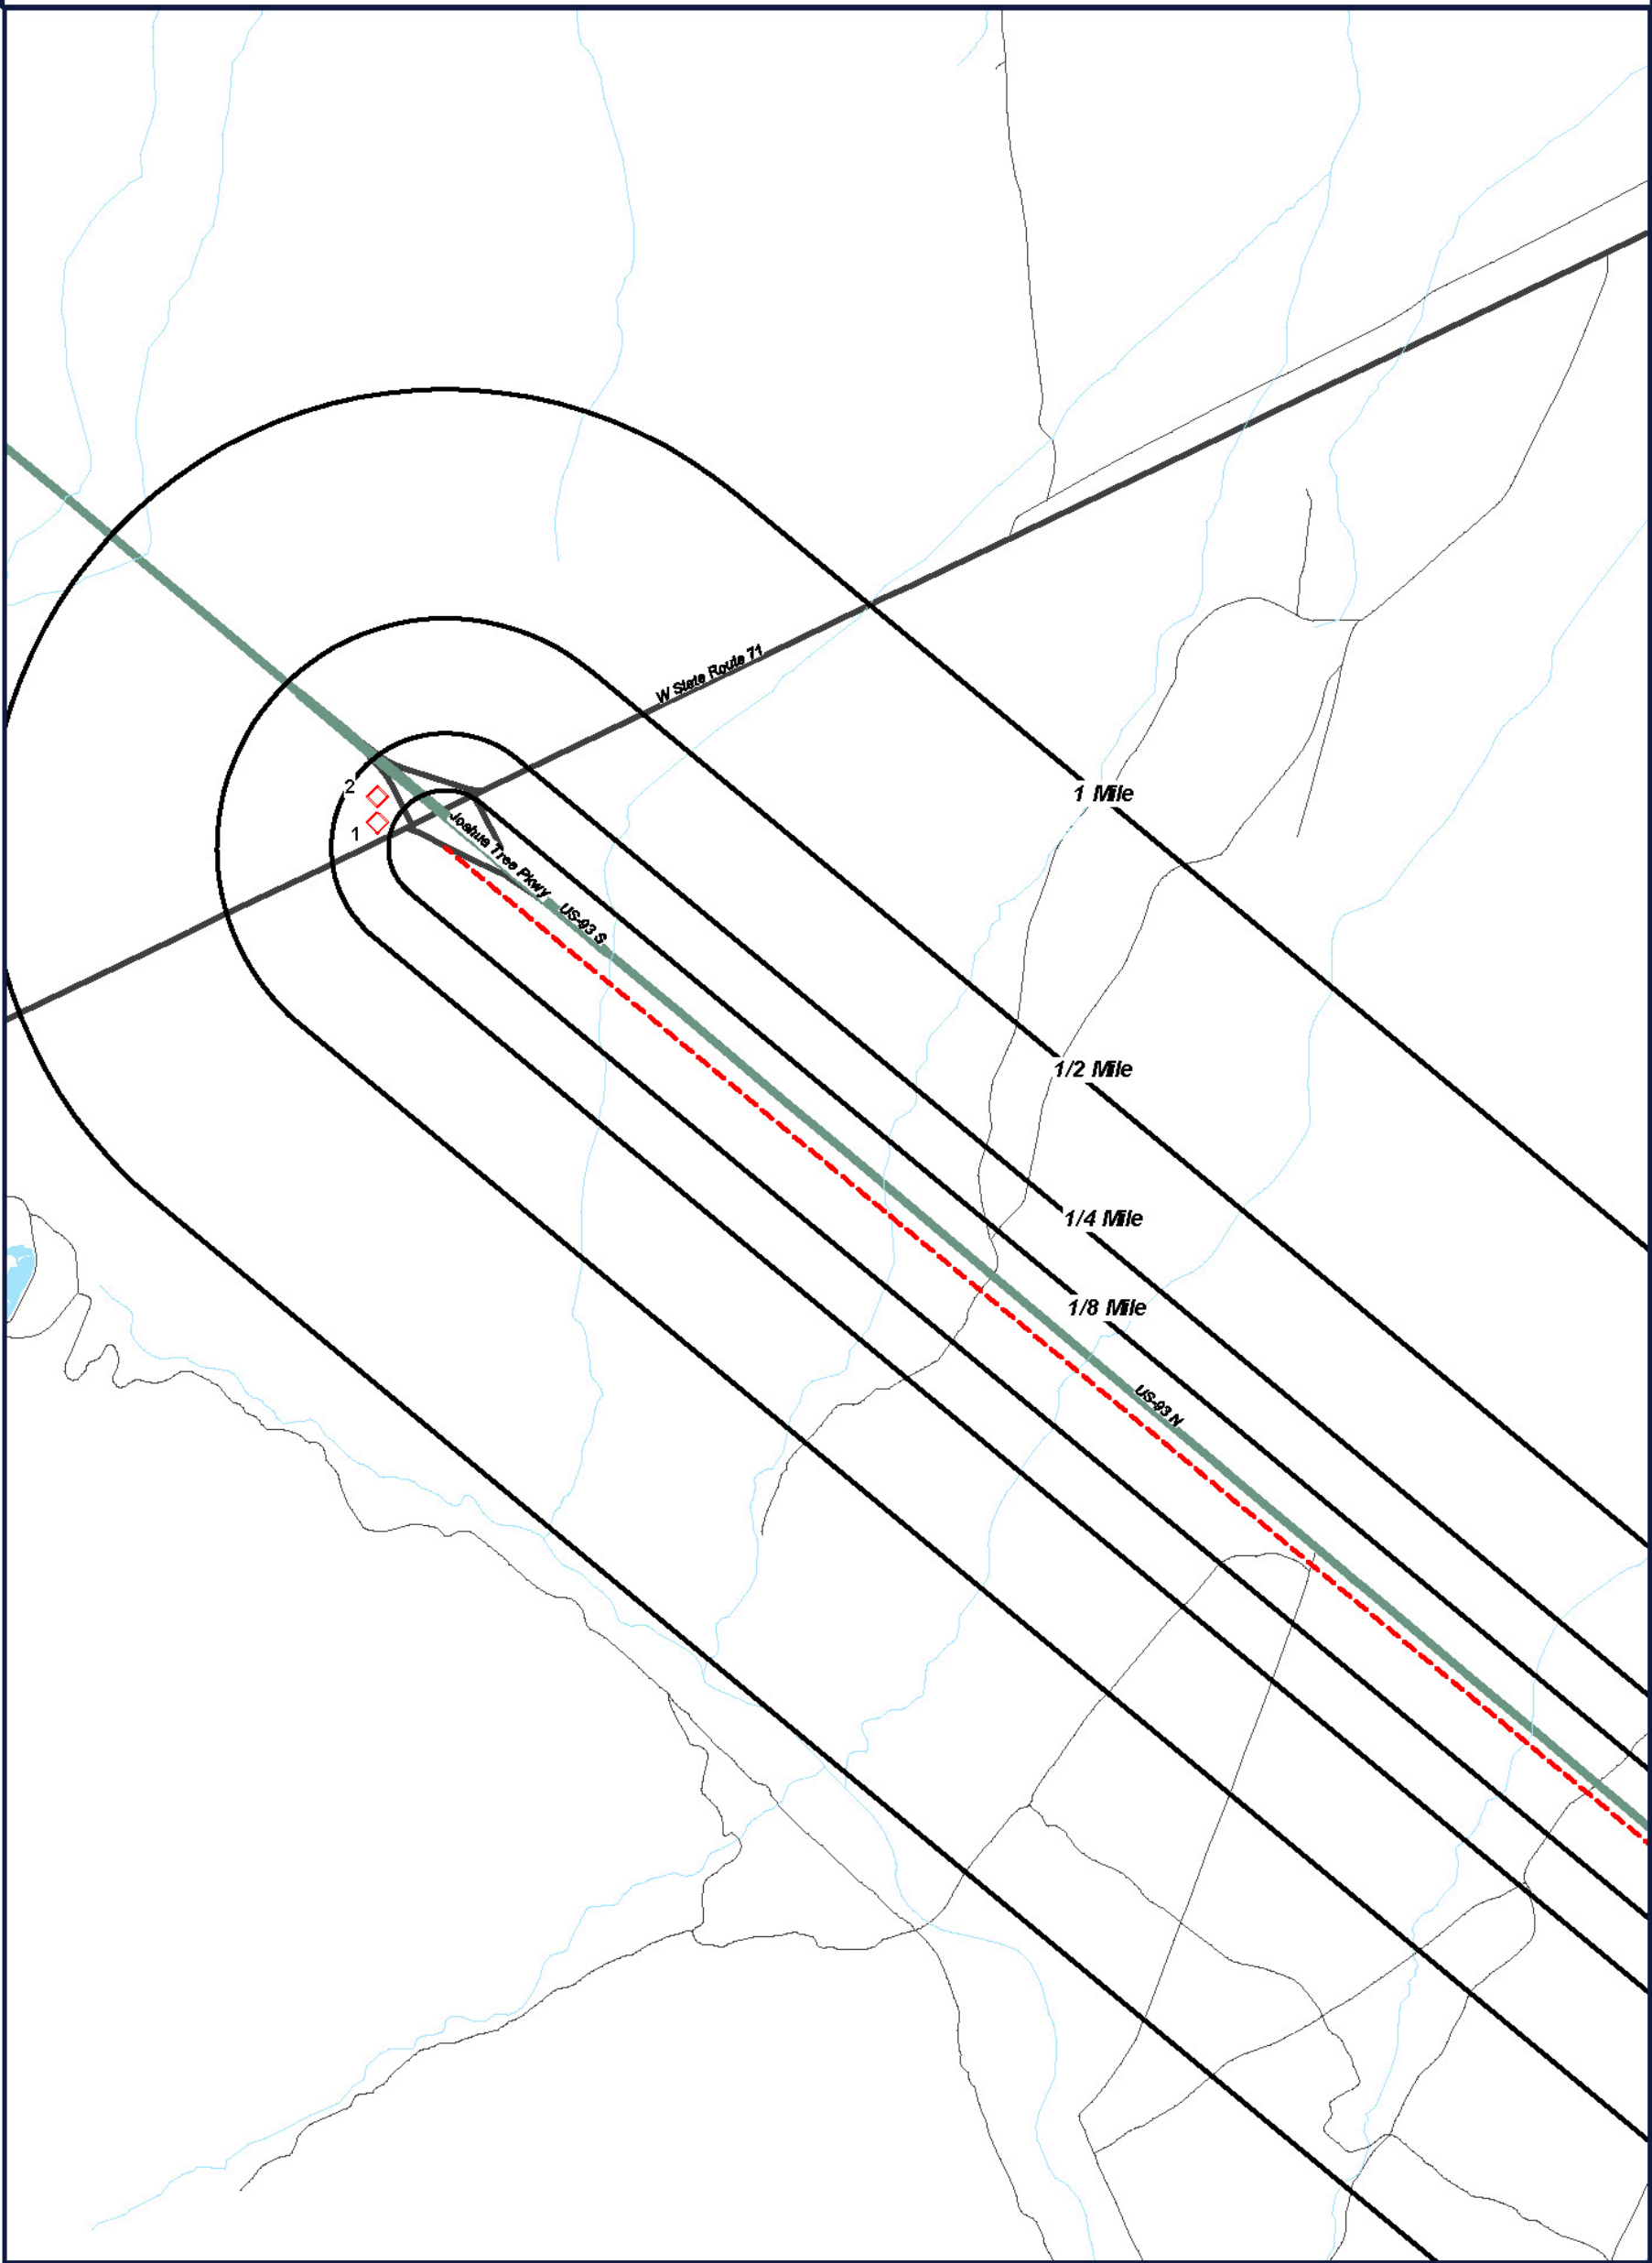 W State Route 71
2
1 Mile
1
Joshua Tree Pkwy
US-93 S
1/2 Mile
1/4 Mile
1/8 Mile
US-93 N